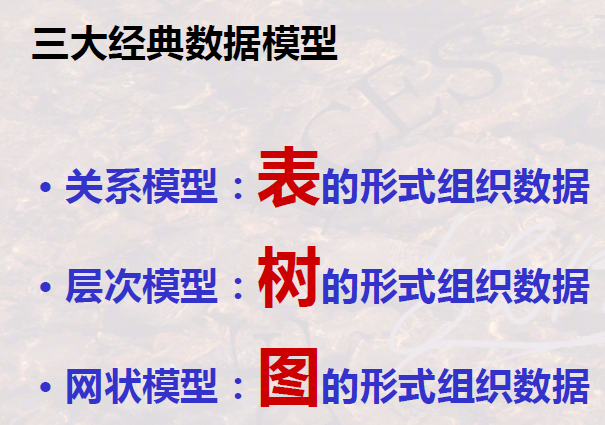 三大经典数据模型
• 关系模型：表的形式组织数据
• 层次模型：树的形式组织数据
• 网状模型：图的形式组织数据